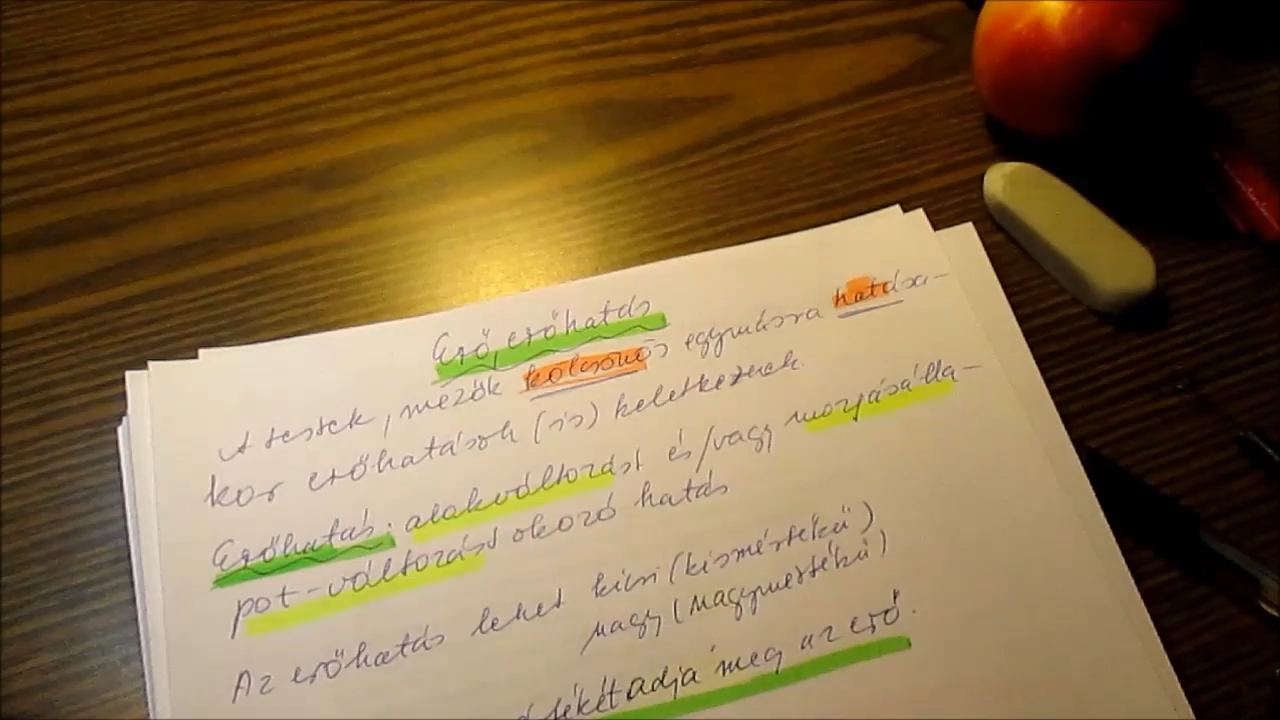 Erő, erőhatás
A testek, mezők kölcsönös egymásra hatása-
kor erőhatások (is) keletkeznek.
Erőhatás: alakváltozást és/vagy mozgásálla-
pot-változást okozó hatás
Az erőhatás lehet kicsi (kismértékű)
nagy (nagymértékű)
adja meg az erő.